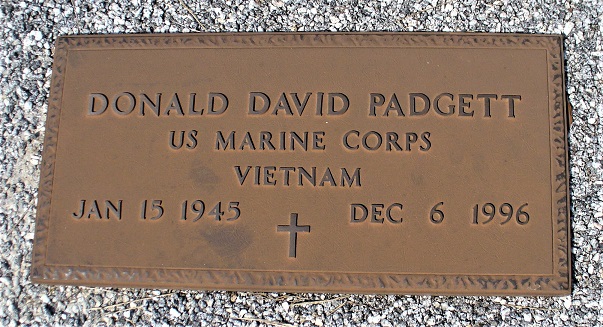 DONALD DAVID PADGETT
US MARINE CORPS
VIETNAM
JAN 15 1945 DEC 6 1996